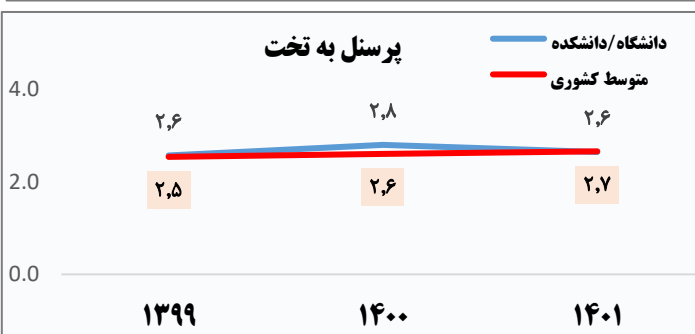 پرسنل به تخت
دانشگاه/دانشکده
متوسط کشوری
4.0
2.0
0.0
۲,۶ ۲,۸ ۲,۶
۲,۵ ۲,۶ ۲,۷
۱۳۹۹ ۱۴۰۰ ۱۴۰۱